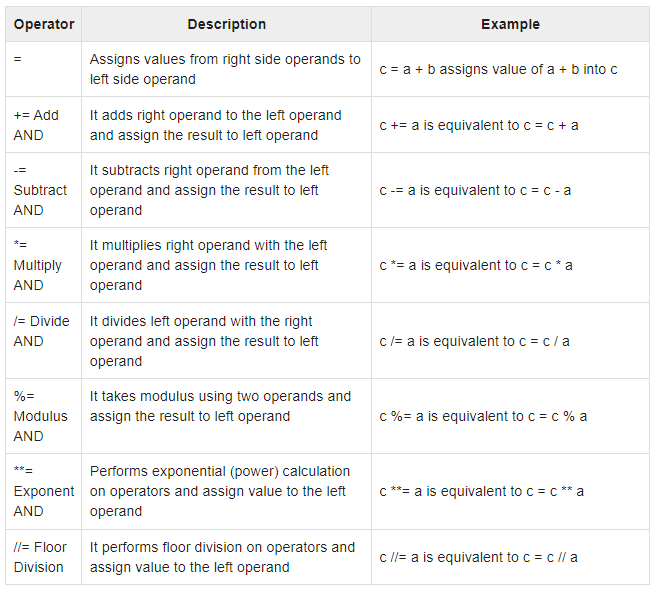 Operator Description Example
=
Assigns values from right side operands to
left side operand
c = a + b assigns value of a + b into c
+= Add
AND
It adds right operand to the left operand
and assign the result to left operand
c += a is equivalent to c = c + a
-=
Subtract
AND
It subtracts right operand from the left
operand and assign the result to left
operand
c -= a is equivalent to c = c - a
*=
Multiply
AND
It multiplies right operand with the left
operand and assign the result to left
operand
c *= a is equivalent to c = c * a
/= Divide
AND
It divides left operand with the right
operand and assign the result to left
operand
c /= a is equivalent to c = c / a
%=
Modulus
AND
It takes modulus using two operands and
assign the result to left operand
c %= a is equivalent to c = c % a
**=
Exponent
AND
Performs exponential (power) calculation
on operators and assign value to the left
operand
c **= a is equivalent to c = c ** a
//= Floor
Division
It performs floor division on operators and
assign value to the left operand
c //= a is equivalent to c = c // a